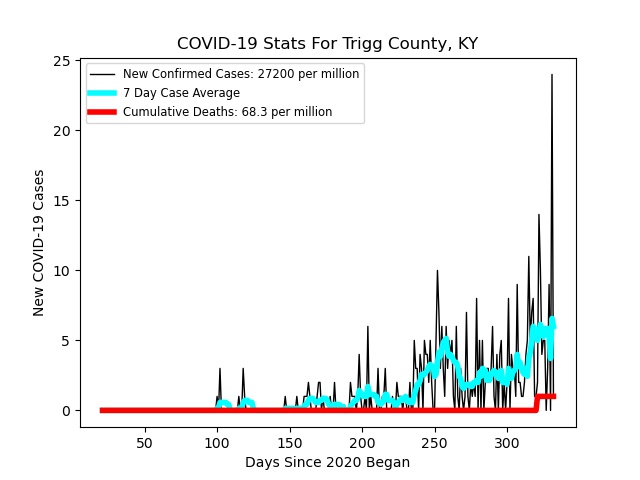 COVID-19 Stats For Trigg County, KY
New Confirmed Cases: 27200 per million
7 Day Case Average
Cumulative Deaths: 68.3 per million
New COVID-19 Cases
25
20
15
10
5
0
50 100 150 200 250 300
Days Since 2020 Began